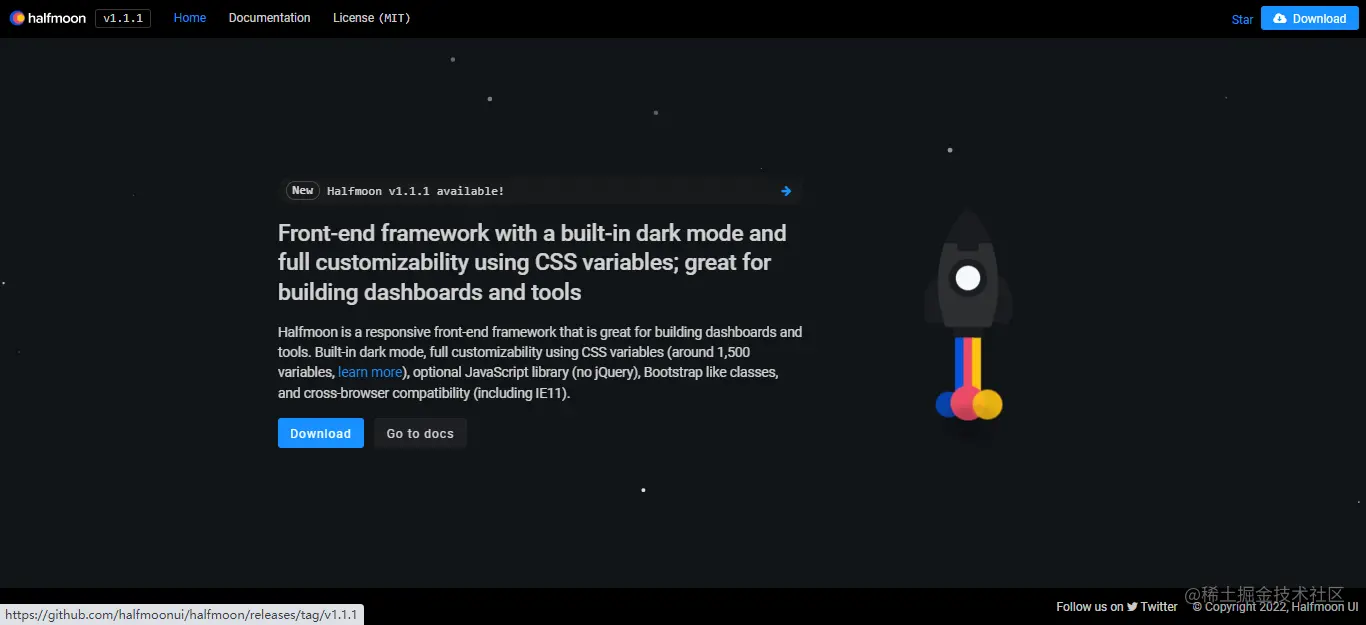 halfmoon v1.1.1 Home Documentation License (MIT) Star Download
New Halfmoon v1.1.1 available!
Front-end framework with a built-in dark mode and
full customizability using CSS variables; great for
building dashboards and tools
Halfmoon is a responsive front-end framework that is great for building dashboards and
tools. Built-in dark mode, full customizability using CSS variables (around 1,500
variables, learn more), optional JavaScript library (no jQuery), Bootstrap like classes,
and cross-browser compatibility (including IE11).
Download Go to docs
@稀土掘金技术社区
Follow us on Twitter © Copyright 2022, Halfmoon UI
https://github.com/halfmoonui/halfmoon/releases/tag/v1.1.1